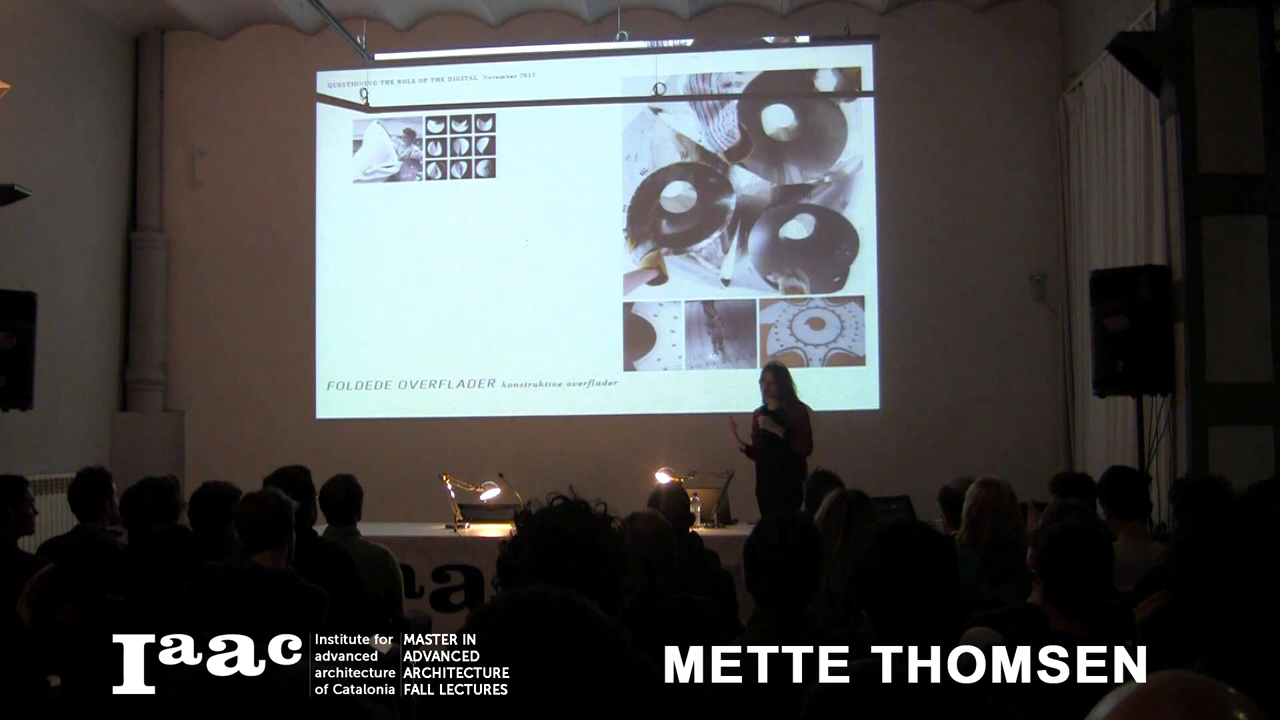 QUESTIONING THE ROLE OF THE DIGITAL November 2012
FOLDEDE OVERFLADER konstruktive overflader
aa
Iaac
Institute for
advanced
architecture
of Catalonia
MASTER IN
ADVANCED
ARCHITECTURE
FALL LECTURES
METTE THOMSEN